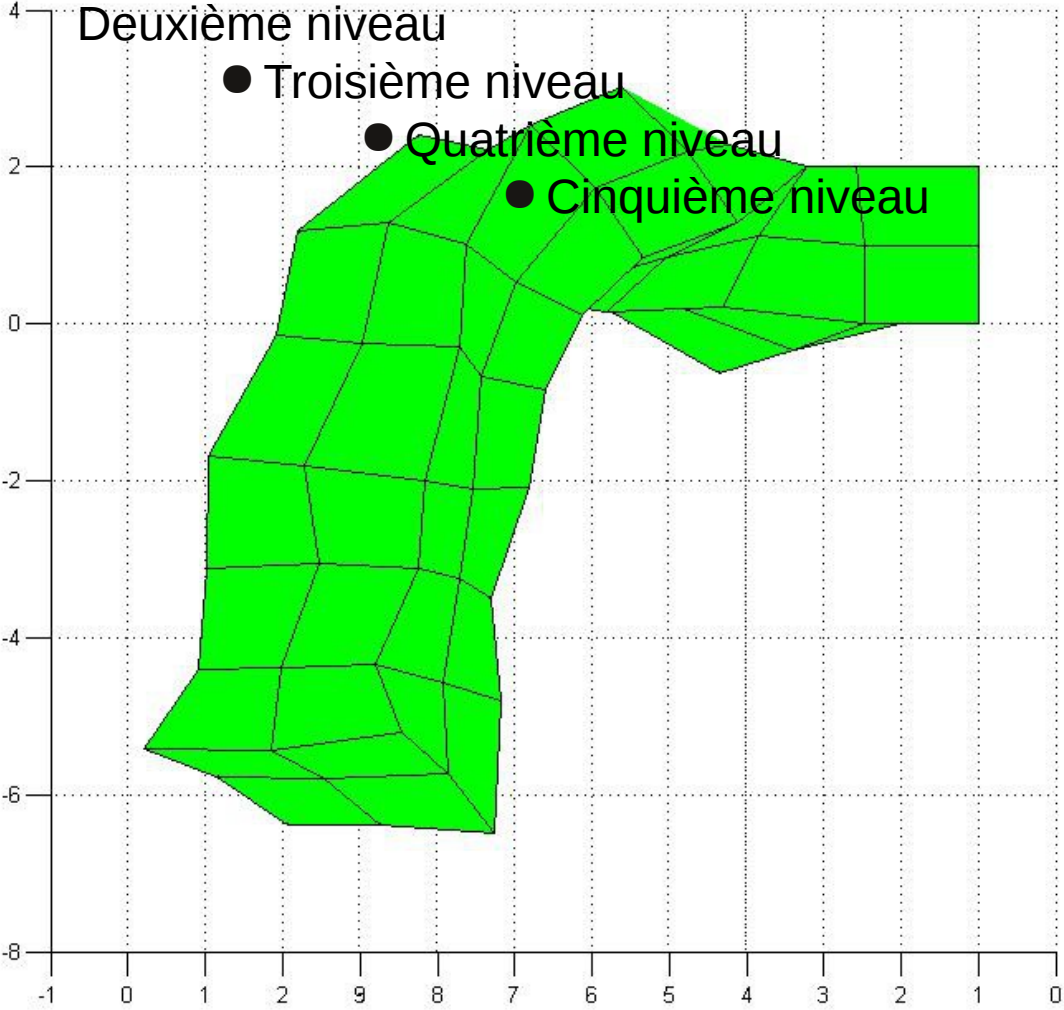 4
Deuxième niveau
● Troisième niveau
● Quatrième niveau
2
● Cinquième niveau
0
-2
-4
-6
-8
-1 0 1 2 9 8 7 6 5 4 3 2 1 0